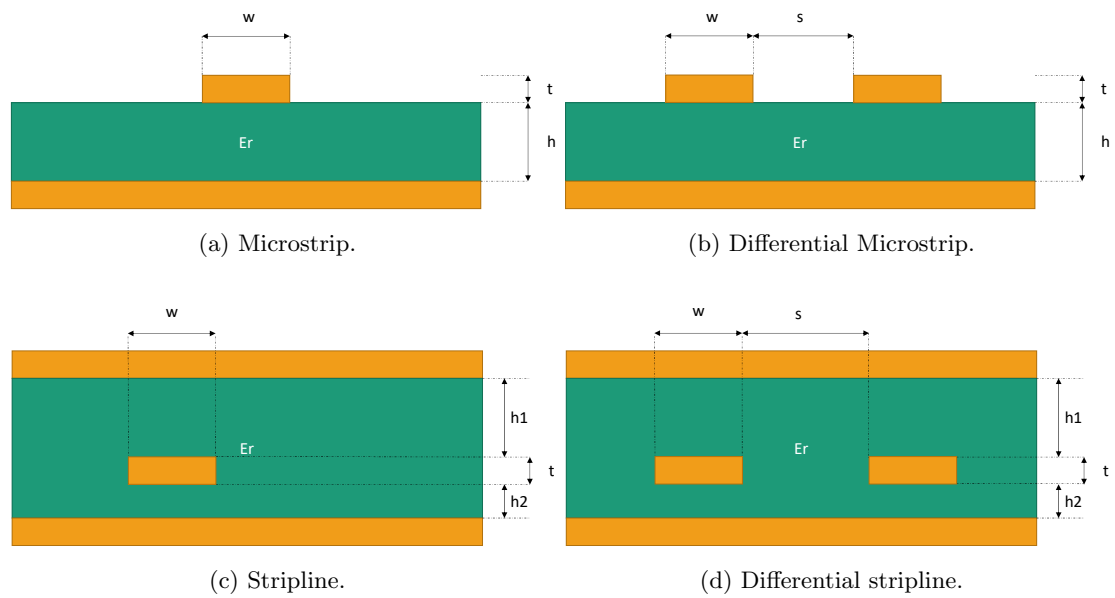 w
w
s
t
t
h
h
Er
Er
(a) Microstrip.
(b) Differential Microstrip.
w
w
s
h1
h1
Er
Er
t
t
h2
h2
(c) Stripline.
(d) Differential stripline.